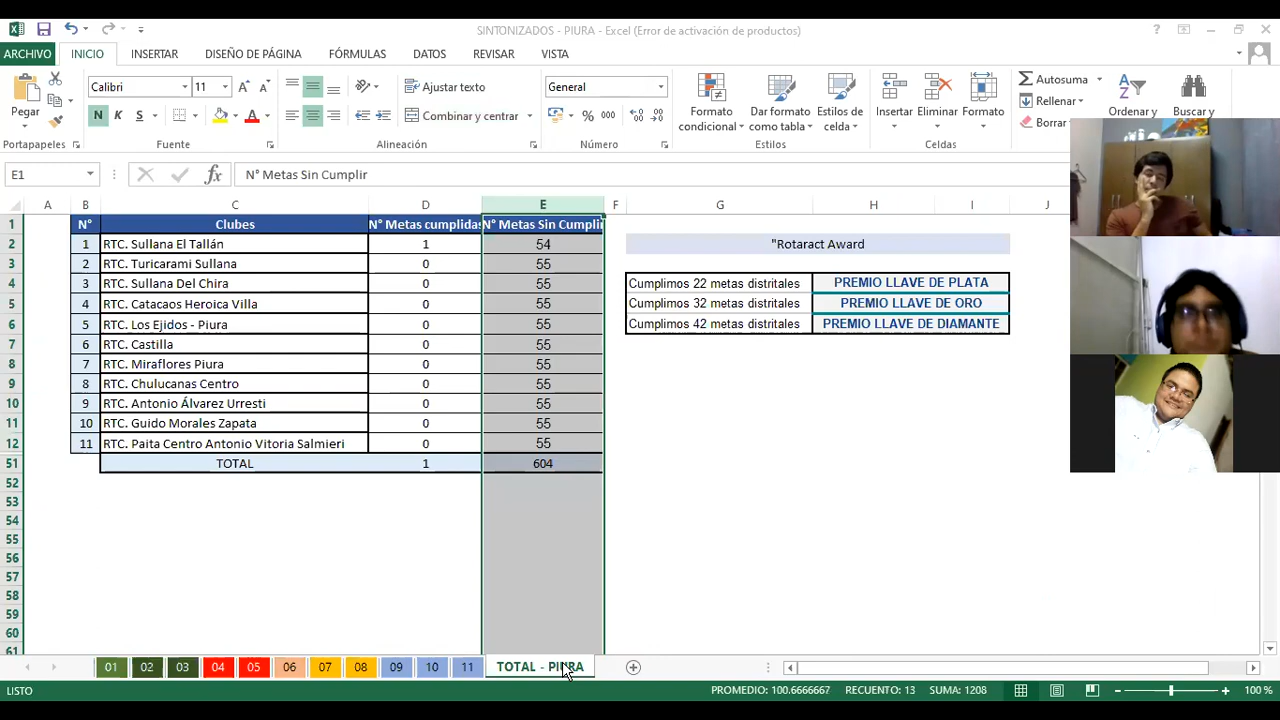 SINTONIZADOS - PIURA - Excel (Error de activación de productos)
?
ARCHIVO INICIO INSERTAR DISEÑO DE PÁGINA FÓRMULAS DATOS REVISAR VISTA
Calibri 11 A A Ajustar texto General Autosuma
Rellenar
Pegar N K S A Combinar y centrar % 000 Formato condicional Dar formato como tabla Estilos de celda Insertar Eliminar Formato Borrar Ordenar y Buscar y
Portapapeles Fuente Alineación Número Estilos Celdas
E1 fx N° Metas Sin Cumplir
A B C D E F G H I J
1 N° Clubes N° Metas cumplidas N° Metas Sin Cumplir
2 1 RTC. Sullana El Tallán 1 54 "Rotaract Award
3 2 RTC. Turicarami Sullana 0 55
4 3 RTC. Sullana Del Chira 0 55 Cumplimos 22 metas distritales PREMIO LLAVE DE PLATA
5 4 RTC. Catacaos Heroica Villa 0 55 Cumplimos 32 metas distritales PREMIO LLAVE DE ORO
6 5 RTC. Los Ejidos - Piura 0 55 Cumplimos 42 metas distritales PREMIO LLAVE DE DIAMANTE
7 6 RTC. Castilla 0 55
8 7 RTC. Miraflores Piura 0 55
9 8 RTC. Chulucanas Centro 0 55
10 9 RTC. Antonio Álvarez Urresti 0 55
11 10 RTC. Guido Morales Zapata 0 55
12 11 RTC. Paita Centro Antonio Vitoria Salmieri 0 55
51 TOTAL 1 604
52
53
54
55
56
57
58
59
60
61
01 02 03 04 05 06 07 08 09 10 11 TOTAL - PIURA
LISTO PROMEDIO: 100.6666667 RECUENTO: 13 SUMA: 1208 100 %